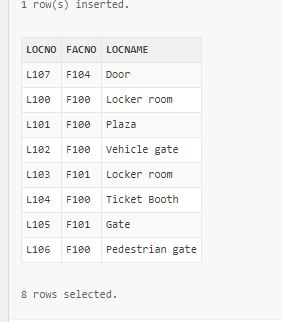 1 row(s) inserted.
LOCNO FACNO LOCNAME
L107 F104 Door
L100 F100 Locker room
L101 F100 Plaza
L102 F100 Vehicle gate
L103 F101 Locker room
L104 F100 Ticket Booth
L105 F101 Gate
L106 F100 Pedestrian gate
8 rows selected.